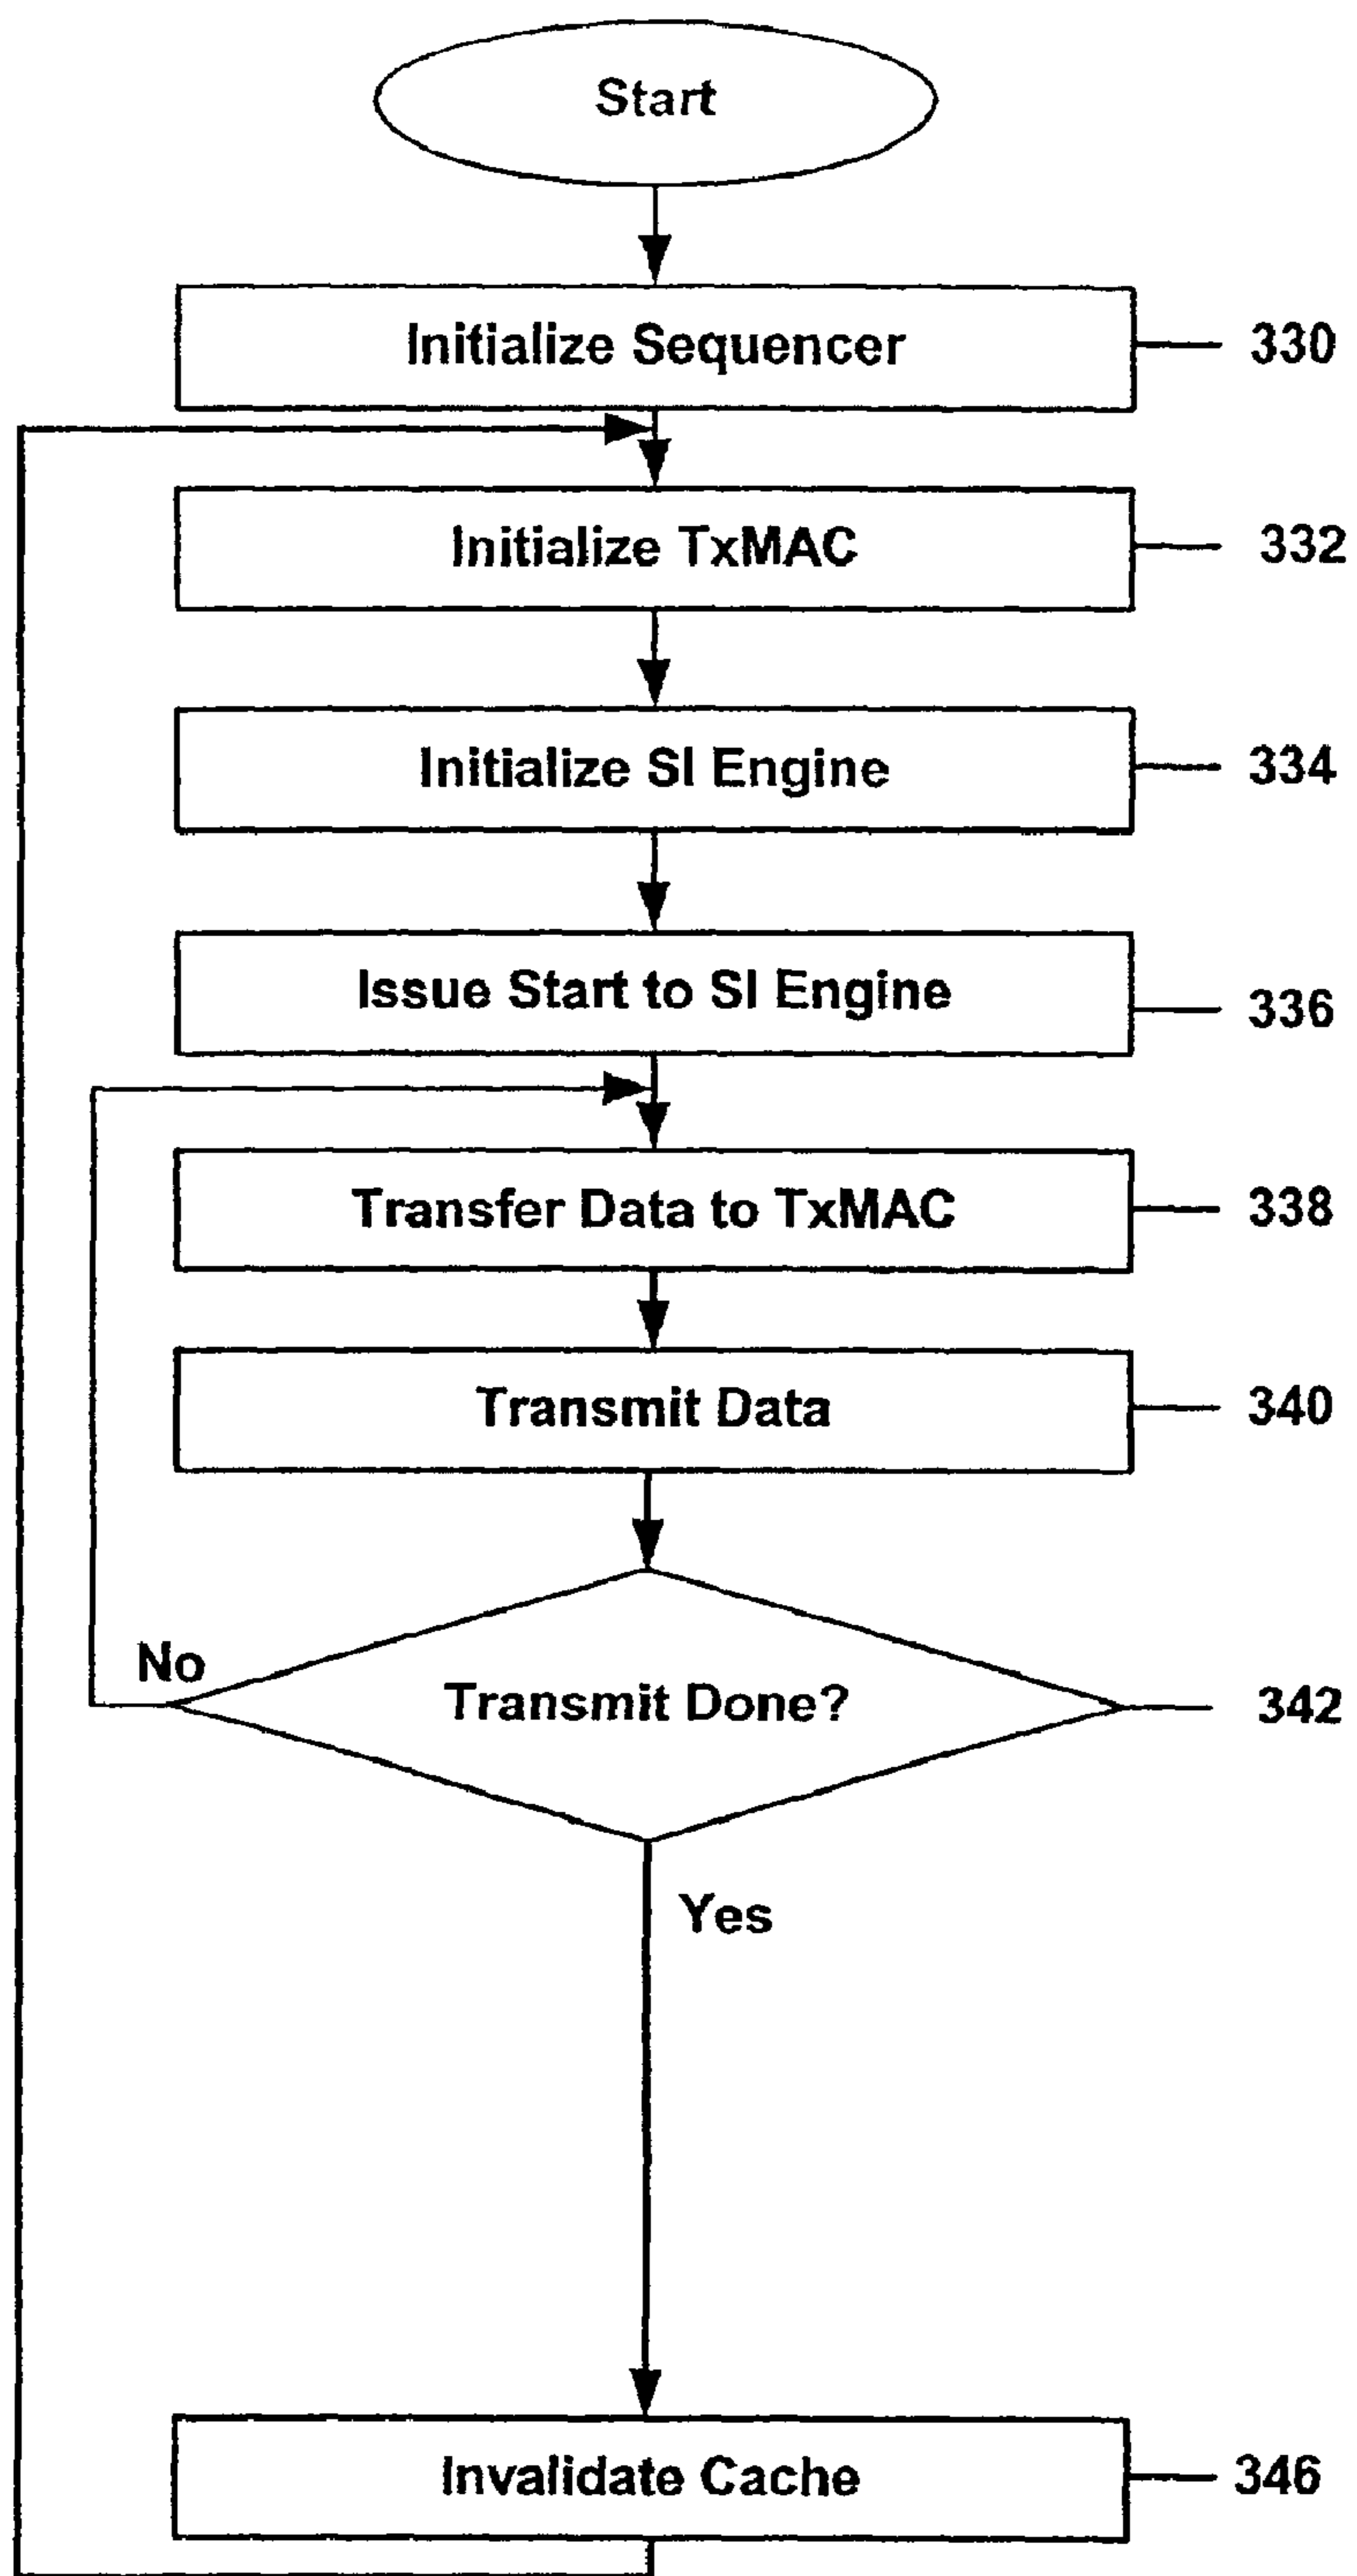 Start
Initialize Sequencer 330
Initialize TxMAC 332
Initialize SI Engine 334
Issue Start to SI Engine 336
Transfer Data to TxMAC 338
Transmit Data 340
No
Transmit Done? 342
Yes
Invalidate Cache 346